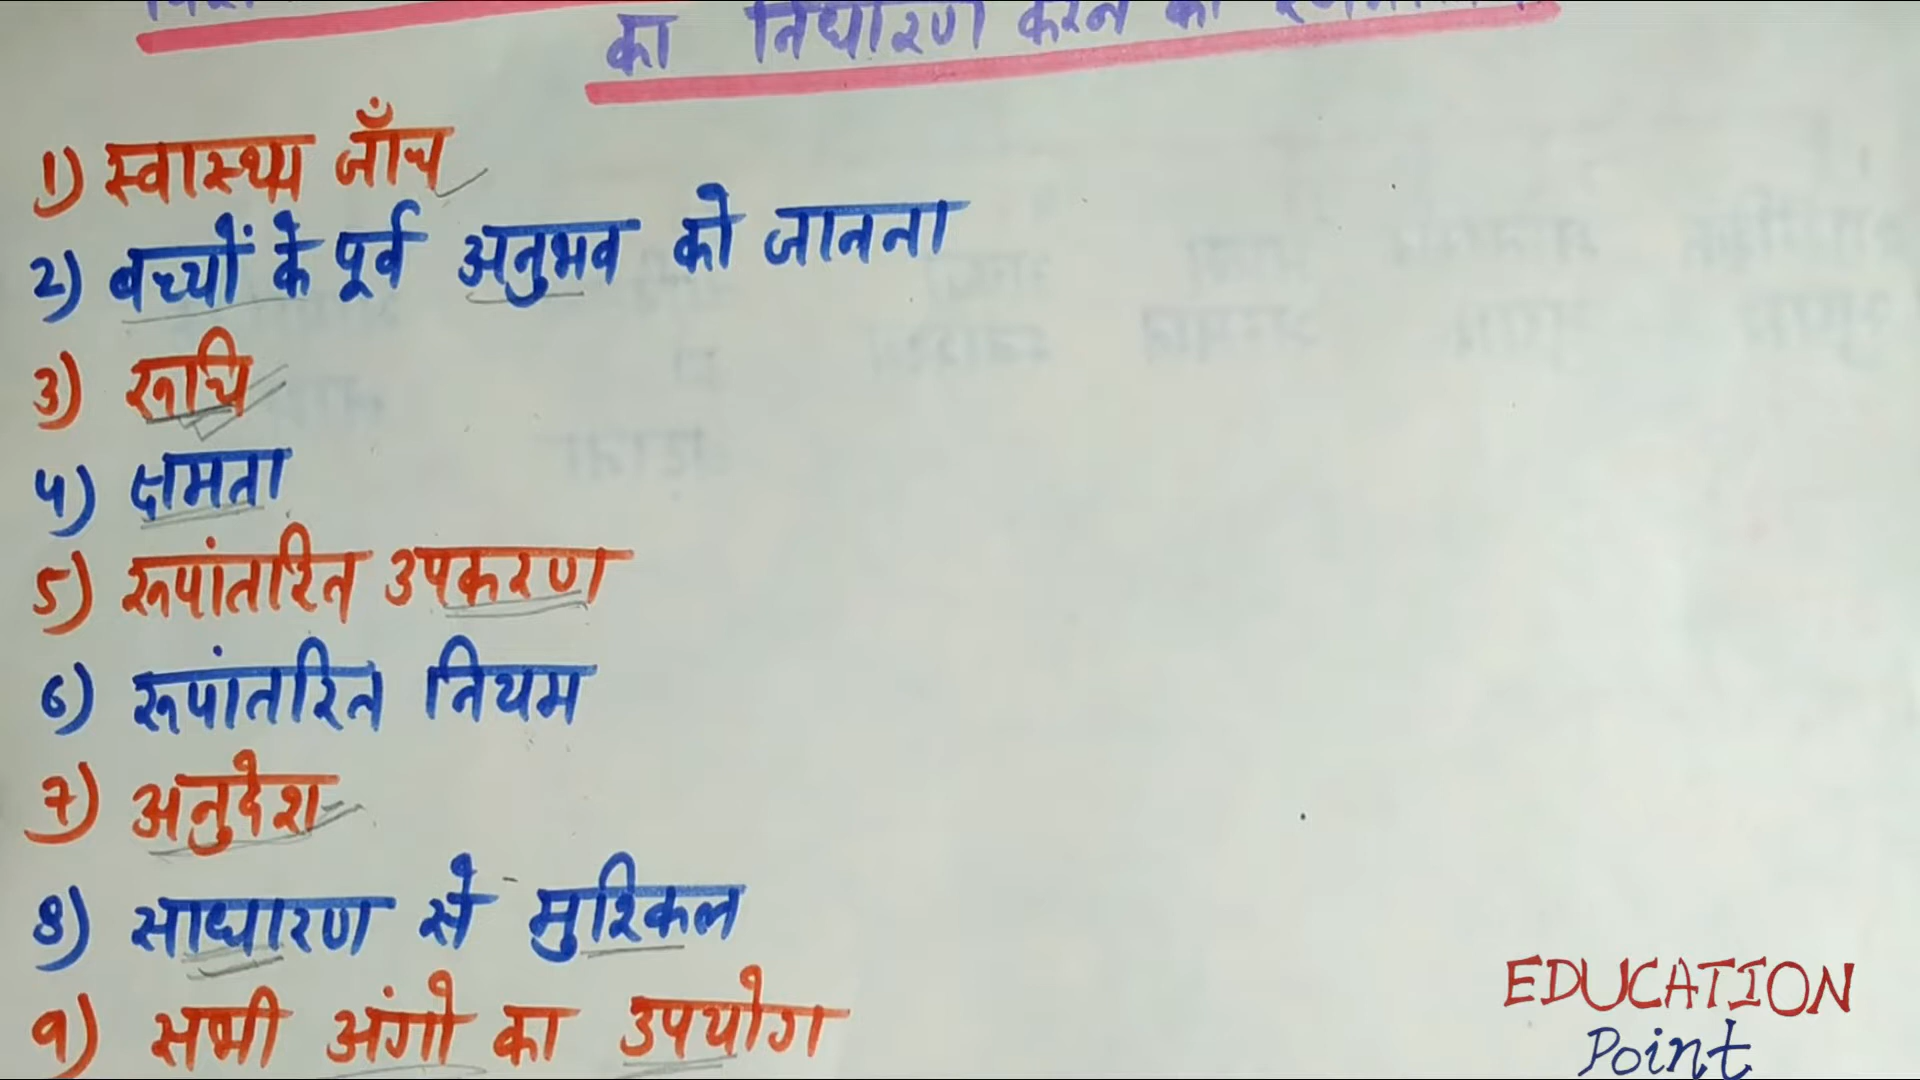 का निर्धारण करने की
1) स्वास्थ्य जाँच
2) बच्चों के पूर्व अनुभव को जानना
3) रूचि
4) क्षमता
5) रूपांतरित उपकरण
6) रूपांतरित नियम
7) अनुदेश
8) साधारण से मुश्किल
9) सभी अंगो का उपयोग
EDUCATION
Point